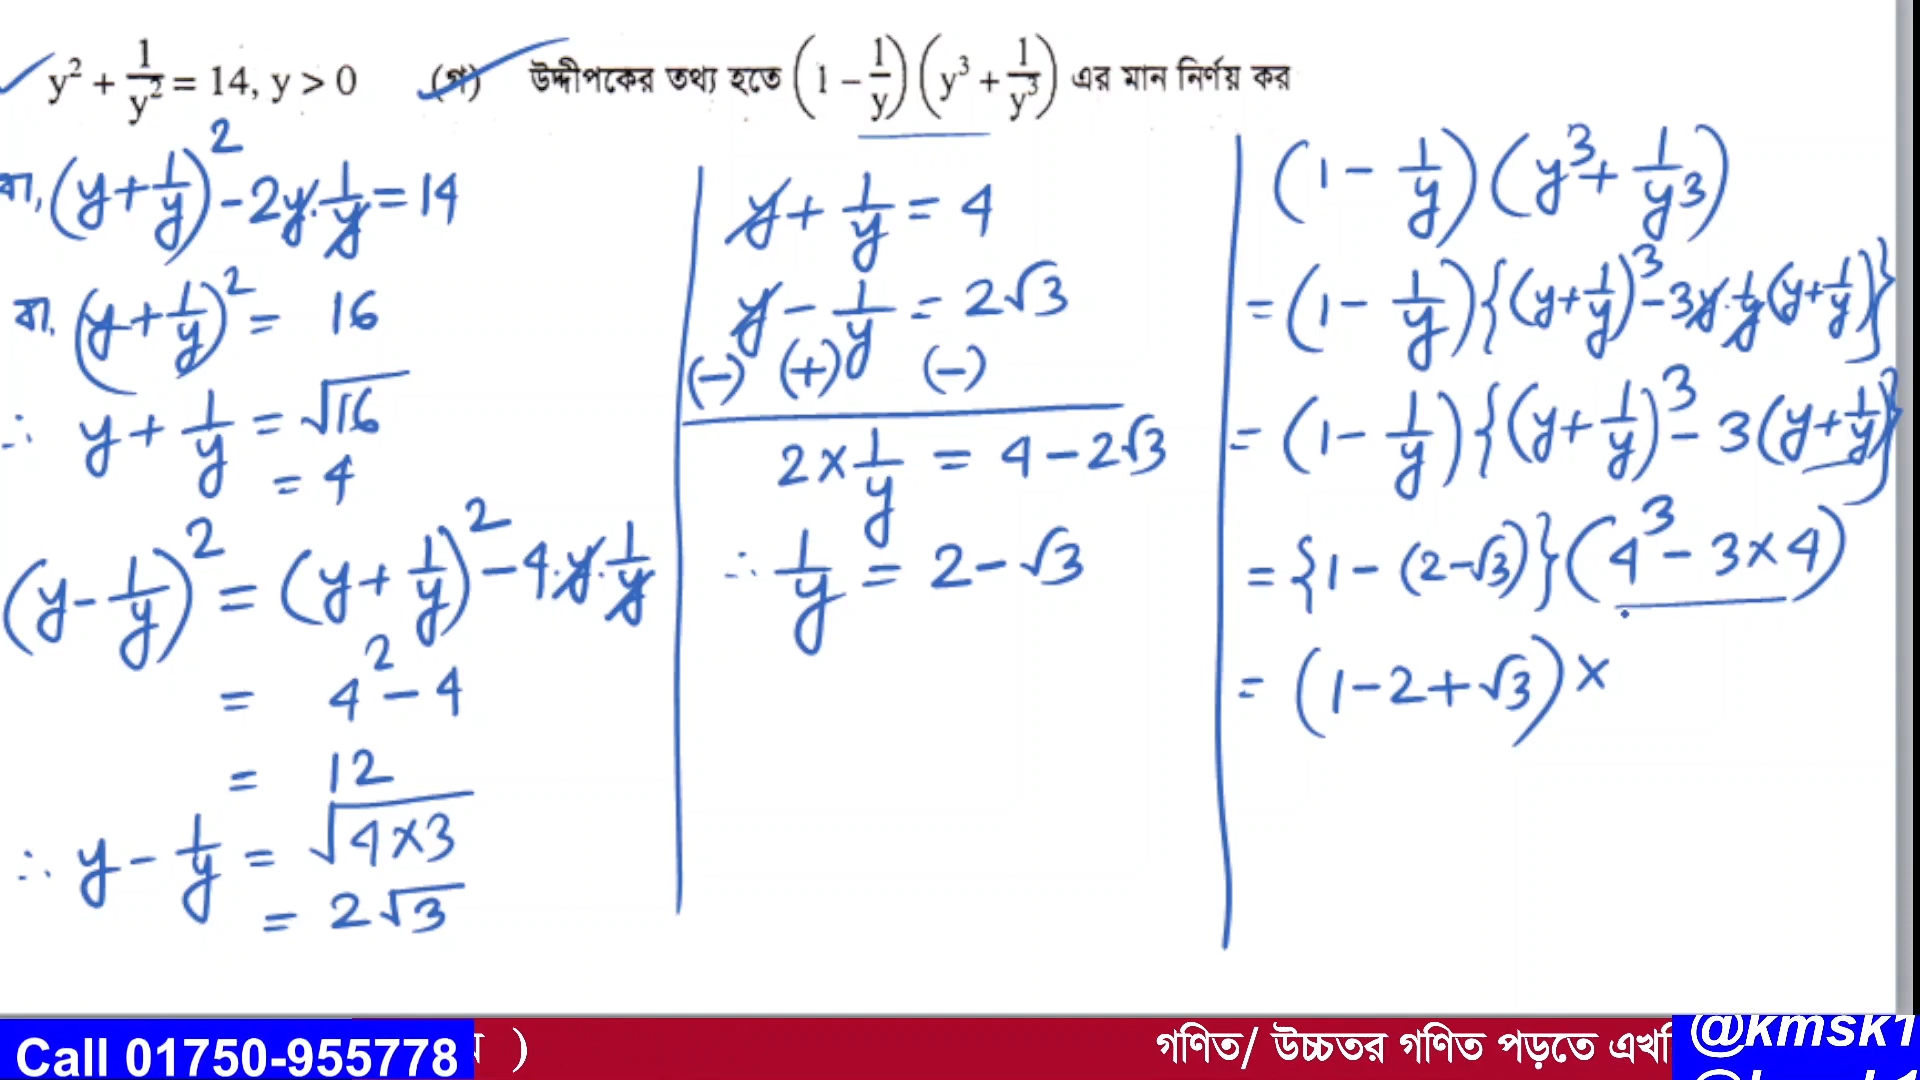 y² + 1/y² = 14, y > 0 (গ) উদ্দীপকের তথ্য হতে (1 − 1/y)(y³ + 1/y³) এর মান নির্ণয় কর
বা, (y + 1/y)² − 2y·1/y = 14
বা, (y + 1/y)² = 16
∴ y + 1/y = √16
= 4
(y − 1/y)² = (y + 1/y)² − 4·y·1/y
= 4² − 4
= 12
∴ y − 1/y = √4×3
= 2√3
y + 1/y = 4
y − 1/y = 2√3
(−) (+) (−)
2 × 1/y = 4 − 2√3
∴ 1/y = 2 − √3
(1 − 1/y)(y³ + 1/y³)
= (1 − 1/y){(y + 1/y)³ − 3y·1/y(y + 1/y)}
= (1 − 1/y){(y + 1/y)³ − 3(y + 1/y)}
= {1 − (2 − √3)}(4³ − 3×4)
= (1 − 2 + √3) ×
Call 01750-955778
)
গণিত/ উচ্চতর গণিত পড়তে এখ
@kmsk1